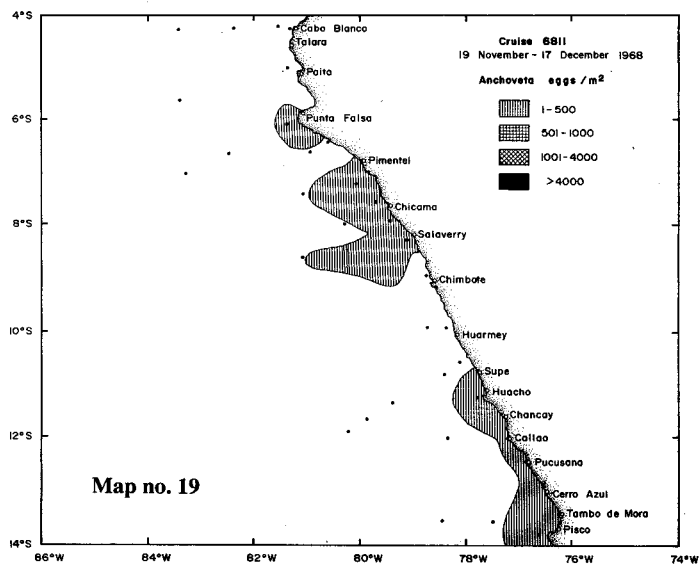 4°S
Cabo Blanco
Talara
Cruise 6811
19 November - 17 December 1968
Paita
Anchoveta eggs / m²
1-500
6°S
Punta Falsa
501-1000
1001-4000
Pimentel
>4000
Chicama
8°S
Salaverry
Chimbote
10°S
Huarmey
Supe
Huacho
Chancay
12°S
Callao
Pucusana
Map no. 19
Cerro Azul
Tambo de Mora
Pisco
14°S
86°W
84°W
82°W
80°W
78°W
76°W
74°W